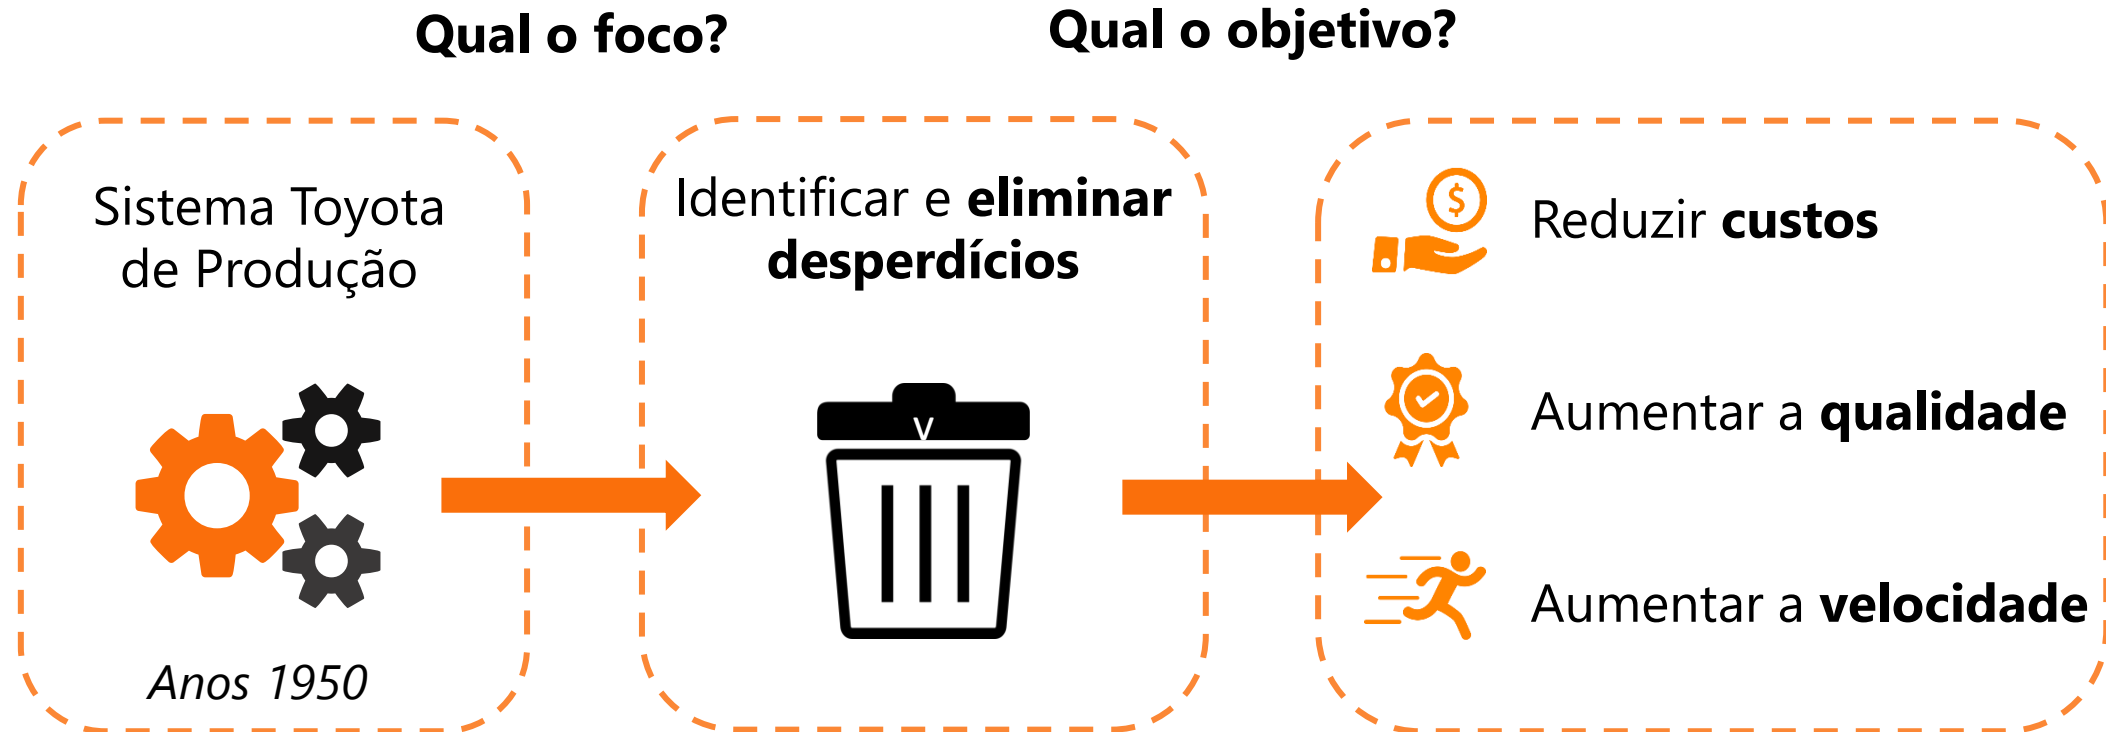 Qual o foco?
Qual o objetivo?
Sistema Toyota
de Produção
Anos 1950
Identificar e eliminar
desperdícios
V
$
Reduzir custos
Aumentar a qualidade
Aumentar a velocidade